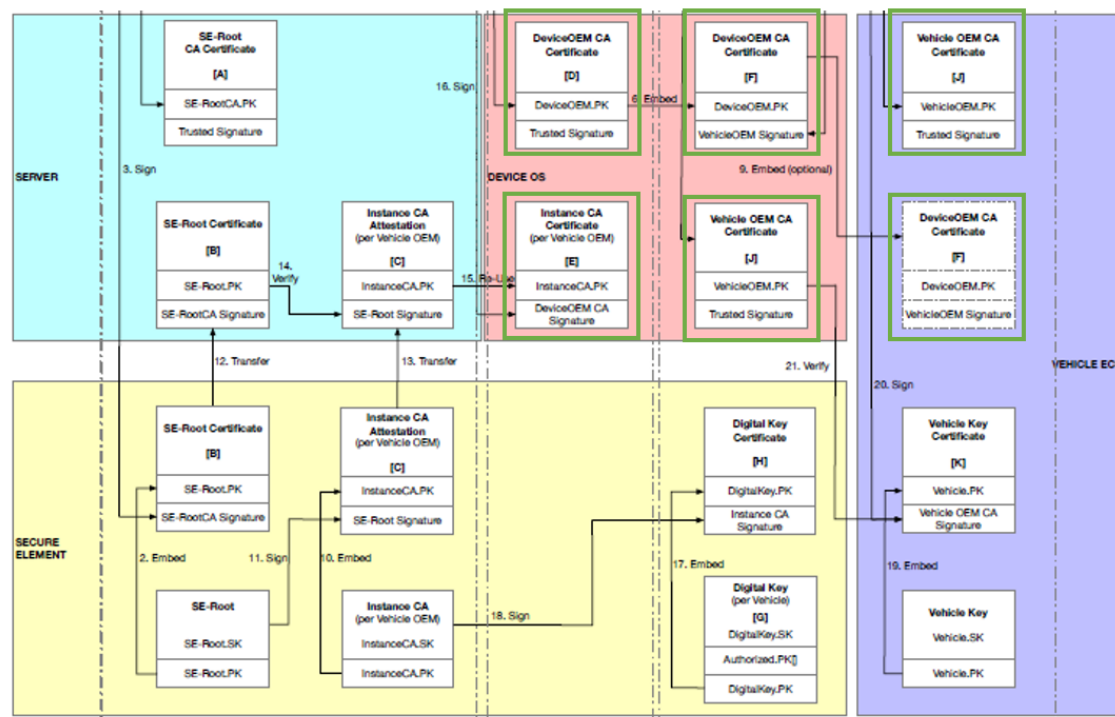 SE-Root
CA Certificate
[A]
SE-RootCA.PK
Trusted Signature
16. Sign
DeviceOEM CA
Certificate
[D]
DeviceOEM.PK
Trusted Signature
6. Embed
DeviceOEM CA
Certificate
[F]
DeviceOEM.PK
VehicleOEM Signature
Vehicle OEM CA
Certificate
[J]
VehicleOEM.PK
Trusted Signature
SERVER
3. Sign
DEVICE OS
9. Embed (optional)
SE-Root Certificate
[B]
SE-Root.PK
SE-RootCA Signature
14.
Verify
Instance CA
Attestation
(per Vehicle OEM)
[C]
InstanceCA.PK
SE-Root Signature
15. Re-Use
Instance CA
Certificate
(per Vehicle OEM)
[E]
InstanceCA.PK
DeviceOEM CA
Signature
Vehicle OEM CA
Certificate
[J]
VehicleOEM.PK
Trusted Signature
DeviceOEM CA
Certificate
[F]
DeviceOEM.PK
VehicleOEM Signature
12. Transfer
13. Transfer
21. Verify
VEHICLE EC
20. Sign
SE-Root Certificate
[B]
SE-Root.PK
SE-RootCA Signature
Instance CA
Attestation
(per Vehicle OEM)
[C]
InstanceCA.PK
SE-Root Signature
Digital Key
Certificate
[H]
DigitalKey.PK
Instance CA
Signature
Vehicle Key
Certificate
[K]
Vehicle.PK
Vehicle OEM CA
Signature
SECURE
ELEMENT
2. Embed
11. Sign
10. Embed
17. Embed
19. Embed
SE-Root
SE-Root.SK
SE-Root.PK
Instance CA
(per Vehicle OEM)
InstanceCA.SK
InstanceCA.PK
18. Sign
Digital Key
(per Vehicle)
[G]
DigitalKey.SK
Authorized.PK[]
DigitalKey.PK
Vehicle Key
Vehicle.SK
Vehicle.PK